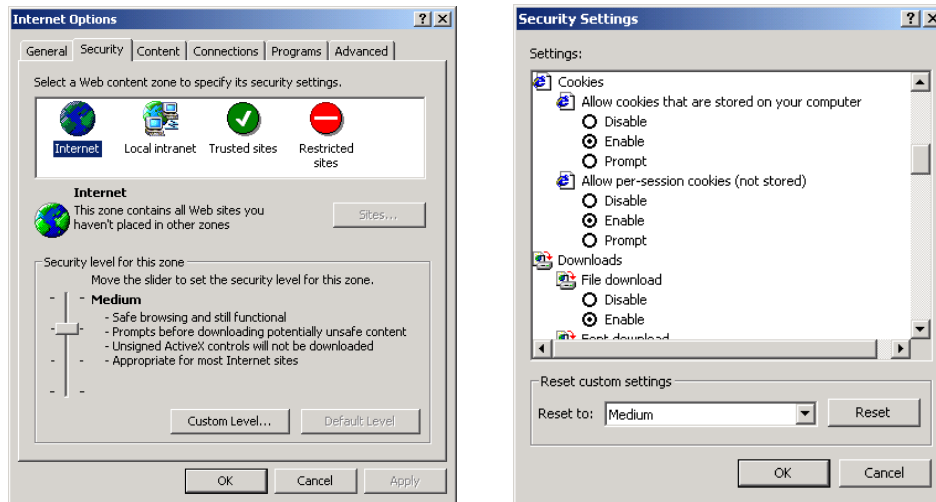 Internet Options
General Security Content Connections Programs Advanced
Select a Web content zone to specify its security settings.
Internet Local intranet Trusted sites Restricted
sites
Internet
This zone contains all Web sites you
haven't placed in other zones
Sites...
Security level for this zone
Move the slider to set the security level for this zone.
Medium
- Safe browsing and still functional
- Prompts before downloading potentially unsafe content
- Unsigned ActiveX controls will not be downloaded
- Appropriate for most Internet sites
Custom Level... Default Level
OK Cancel Apply
Security Settings
Settings:
Cookies
Allow cookies that are stored on your computer
Disable
Enable
Prompt
Allow per-session cookies (not stored)
Disable
Enable
Prompt
Downloads
File download
Disable
Enable
Font download
Reset custom settings
Reset to: Medium Reset
OK Cancel